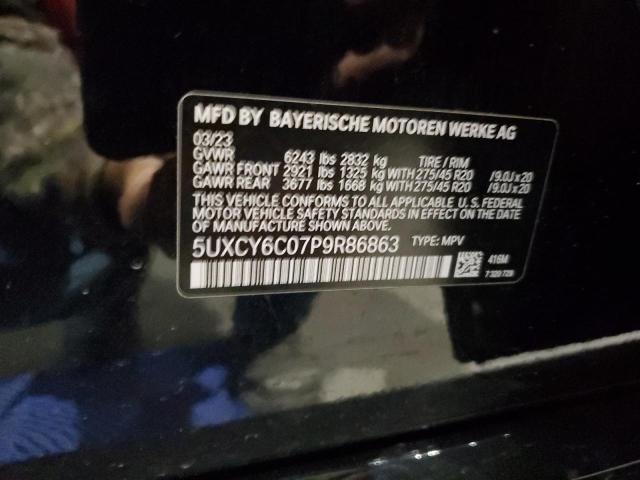 MFD BY BAYERISCHE MOTOREN WERKE AG
03/23
GVWR 6243 lbs 2832 kg TIRE / RIM
GAWR FRONT 2921 lbs 1325 kg WITH 275/45 R20 /9.0J x 20
GAWR REAR 3677 lbs 1668 kg WITH 275/45 R20 /9.0J x 20
THIS VEHICLE CONFORMS TO ALL APPLICABLE U. S. FEDERAL
MOTOR VEHICLE SAFETY STANDARDS IN EFFECT ON THE DATE OF
MANUFACTURE SHOWN ABOVE.
5UXCY6C07P9R86863 TYPE: MPV
416M
7 329 729